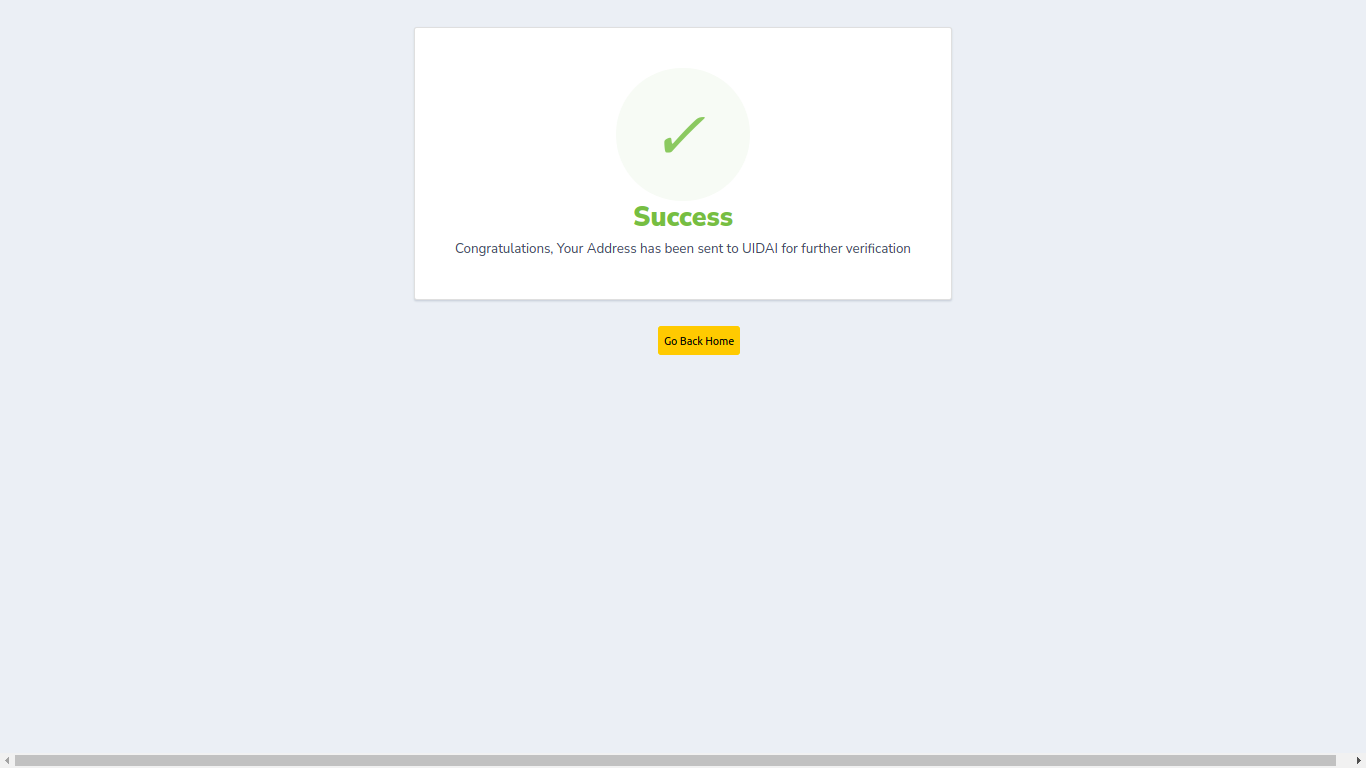 Success
Congratulations, Your Address has been sent to UIDAI for further verification
Go Back Home